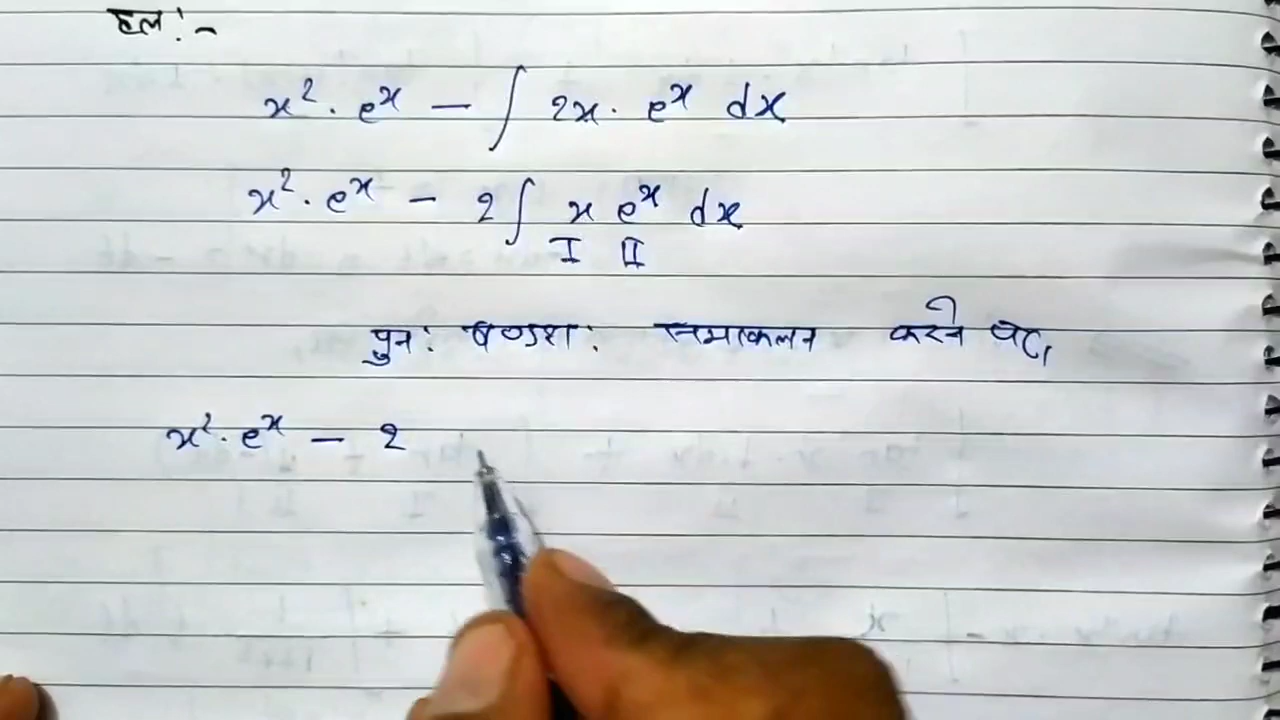 हल :-
x² · eˣ - ∫ 2x · eˣ dx
x² · eˣ - 2∫ x eˣ dx
I II
पुनः खण्डशः समाकलन करने पर,
x² · eˣ - 2